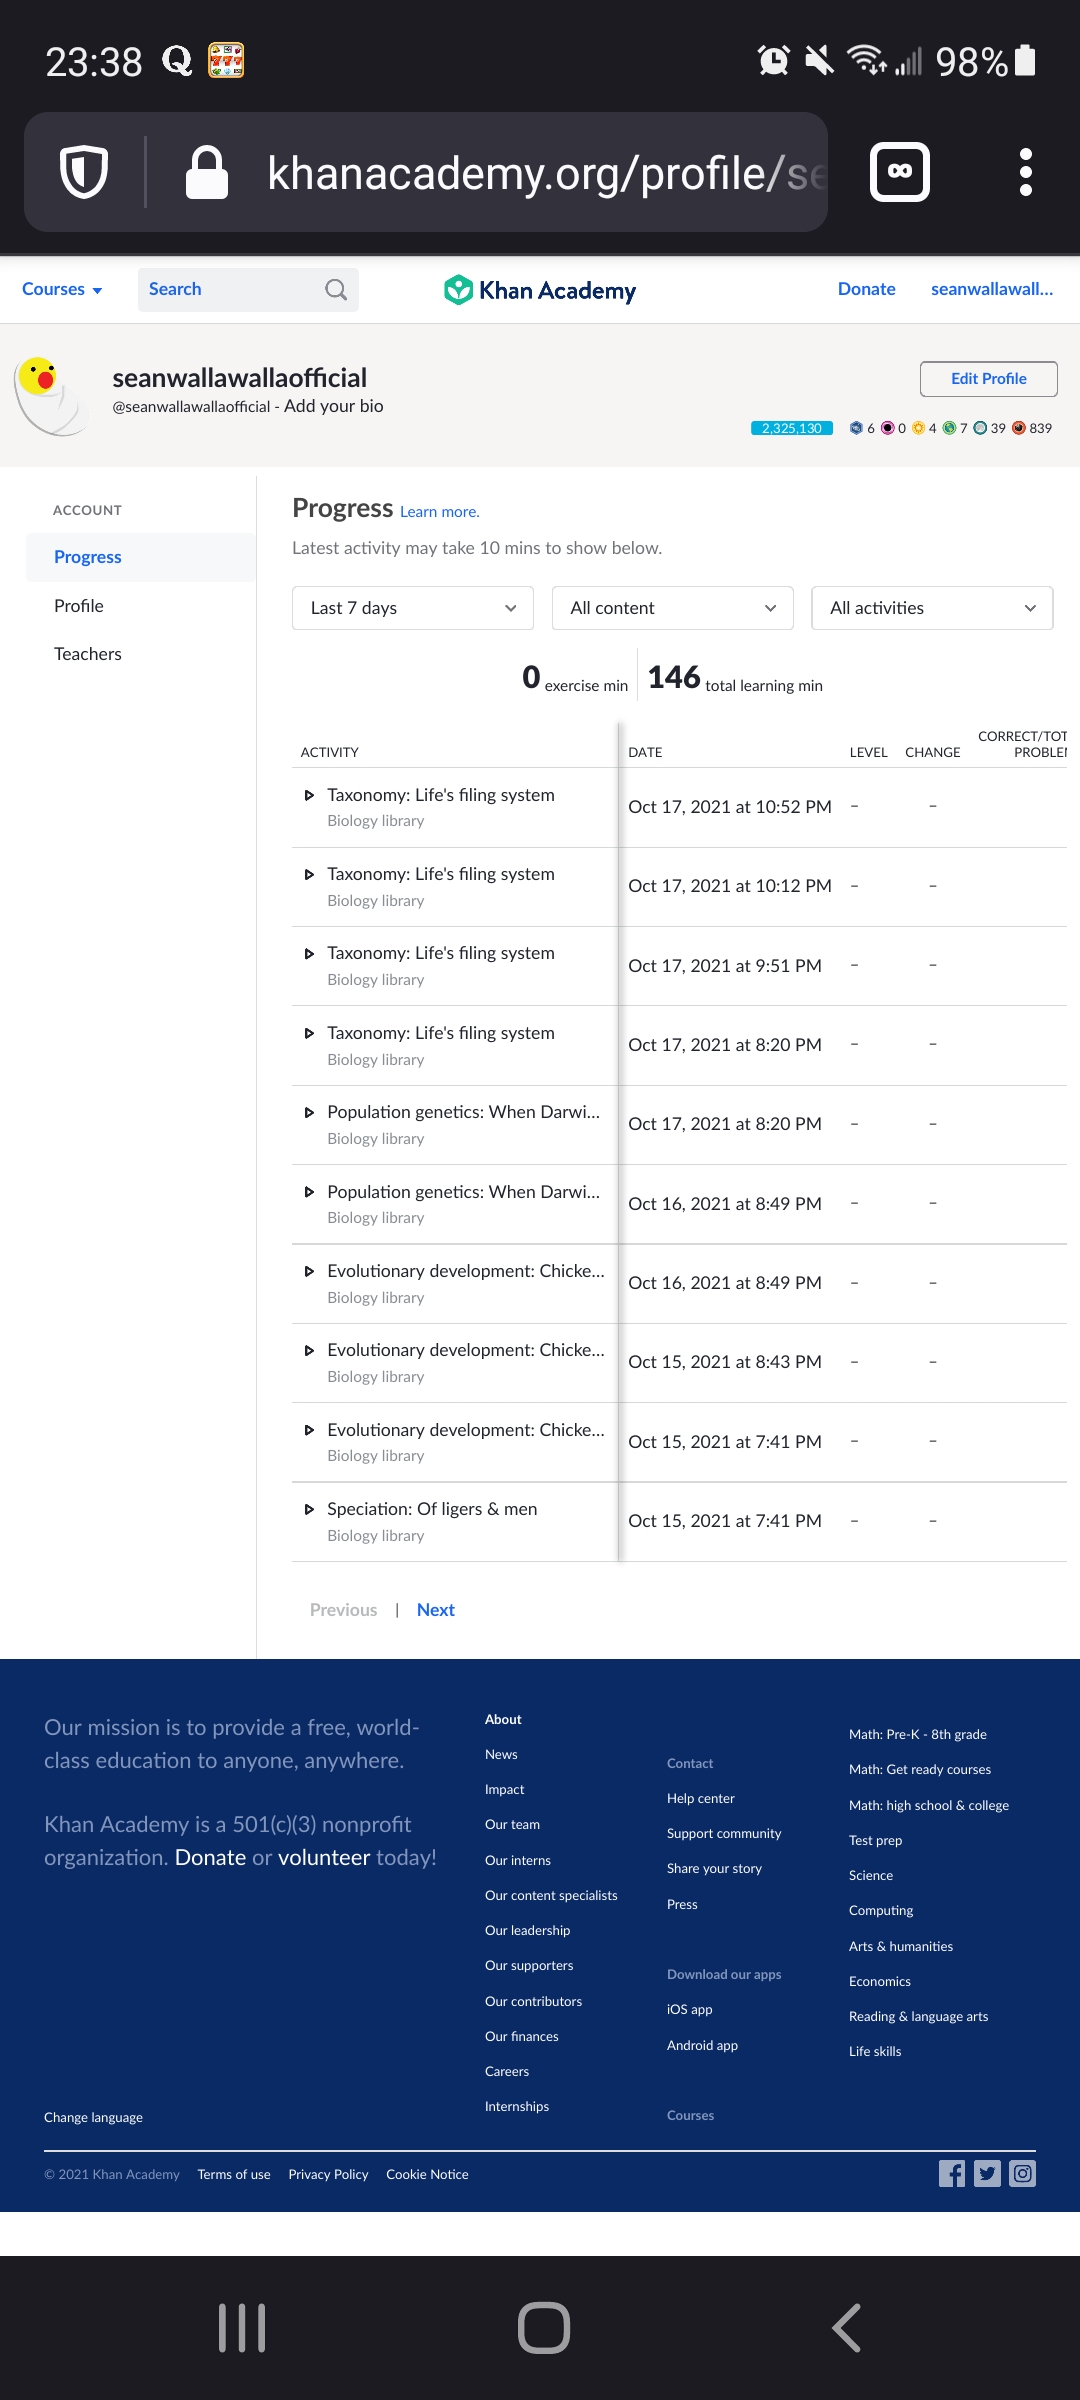 23:38
98%
khanacademy.org/profile/se
Courses
Search
Khan Academy
Donate
seanwallawall...
seanwallawallaofficial
@seanwallawallaofficial - Add your bio
Edit Profile
2,325,130 6 0 4 7 39 839
ACCOUNT
Progress
Profile
Teachers
Progress Learn more.
Latest activity may take 10 mins to show below.
Last 7 days
All content
All activities
0 exercise min
146 total learning min
ACTIVITY
DATE
LEVEL
CHANGE
CORRECT/TOT
PROBLEM
Taxonomy: Life's filing system
Biology library
Oct 17, 2021 at 10:52 PM – –
Taxonomy: Life's filing system
Biology library
Oct 17, 2021 at 10:12 PM – –
Taxonomy: Life's filing system
Biology library
Oct 17, 2021 at 9:51 PM – –
Taxonomy: Life's filing system
Biology library
Oct 17, 2021 at 8:20 PM – –
Population genetics: When Darwi...
Biology library
Oct 17, 2021 at 8:20 PM – –
Population genetics: When Darwi...
Biology library
Oct 16, 2021 at 8:49 PM – –
Evolutionary development: Chicke...
Biology library
Oct 16, 2021 at 8:49 PM – –
Evolutionary development: Chicke...
Biology library
Oct 15, 2021 at 8:43 PM – –
Evolutionary development: Chicke...
Biology library
Oct 15, 2021 at 7:41 PM – –
Speciation: Of ligers & men
Biology library
Oct 15, 2021 at 7:41 PM – –
Previous | Next
Our mission is to provide a free, world-
class education to anyone, anywhere.
Khan Academy is a 501(c)(3) nonprofit
organization. Donate or volunteer today!
Change language
About
News
Impact
Our team
Our interns
Our content specialists
Our leadership
Our supporters
Our contributors
Our finances
Careers
Internships
Contact
Help center
Support community
Share your story
Press
Download our apps
iOS app
Android app
Courses
Math: Pre-K - 8th grade
Math: Get ready courses
Math: high school & college
Test prep
Science
Computing
Arts & humanities
Economics
Reading & language arts
Life skills
© 2021 Khan Academy Terms of use Privacy Policy Cookie Notice